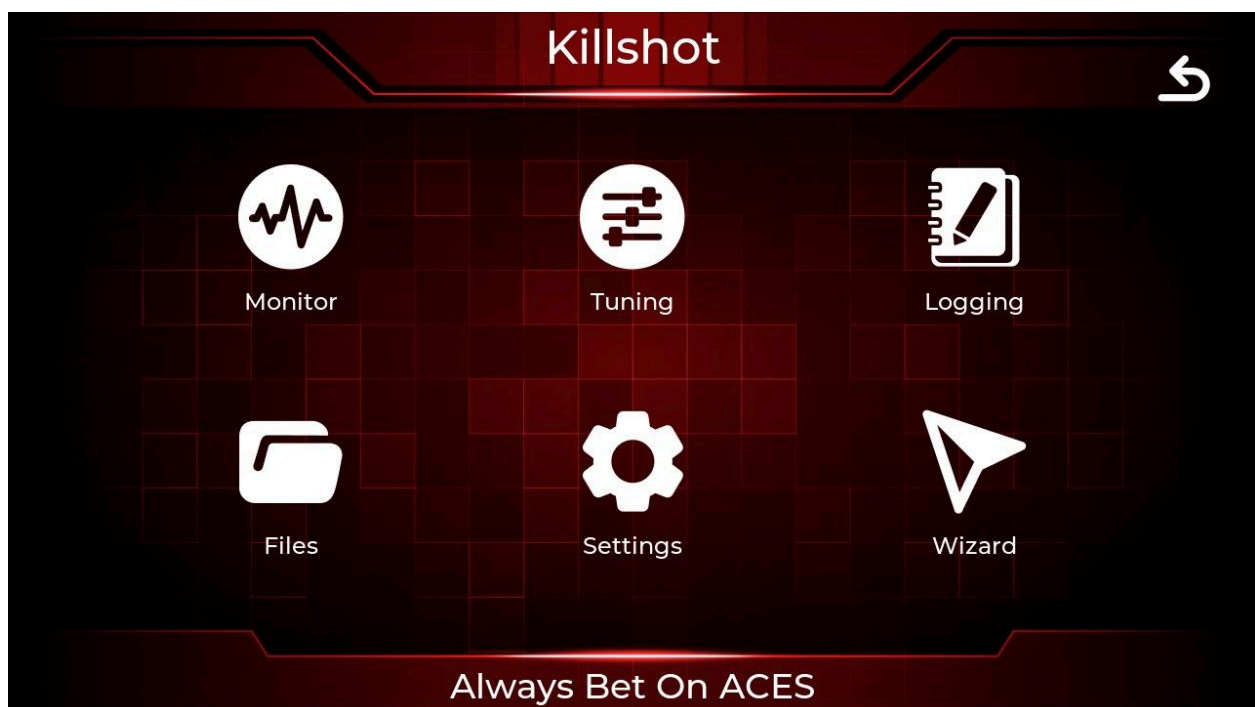 Killshot
Monitor
Tuning
Logging
Files
Settings
Wizard
Always Bet On ACES